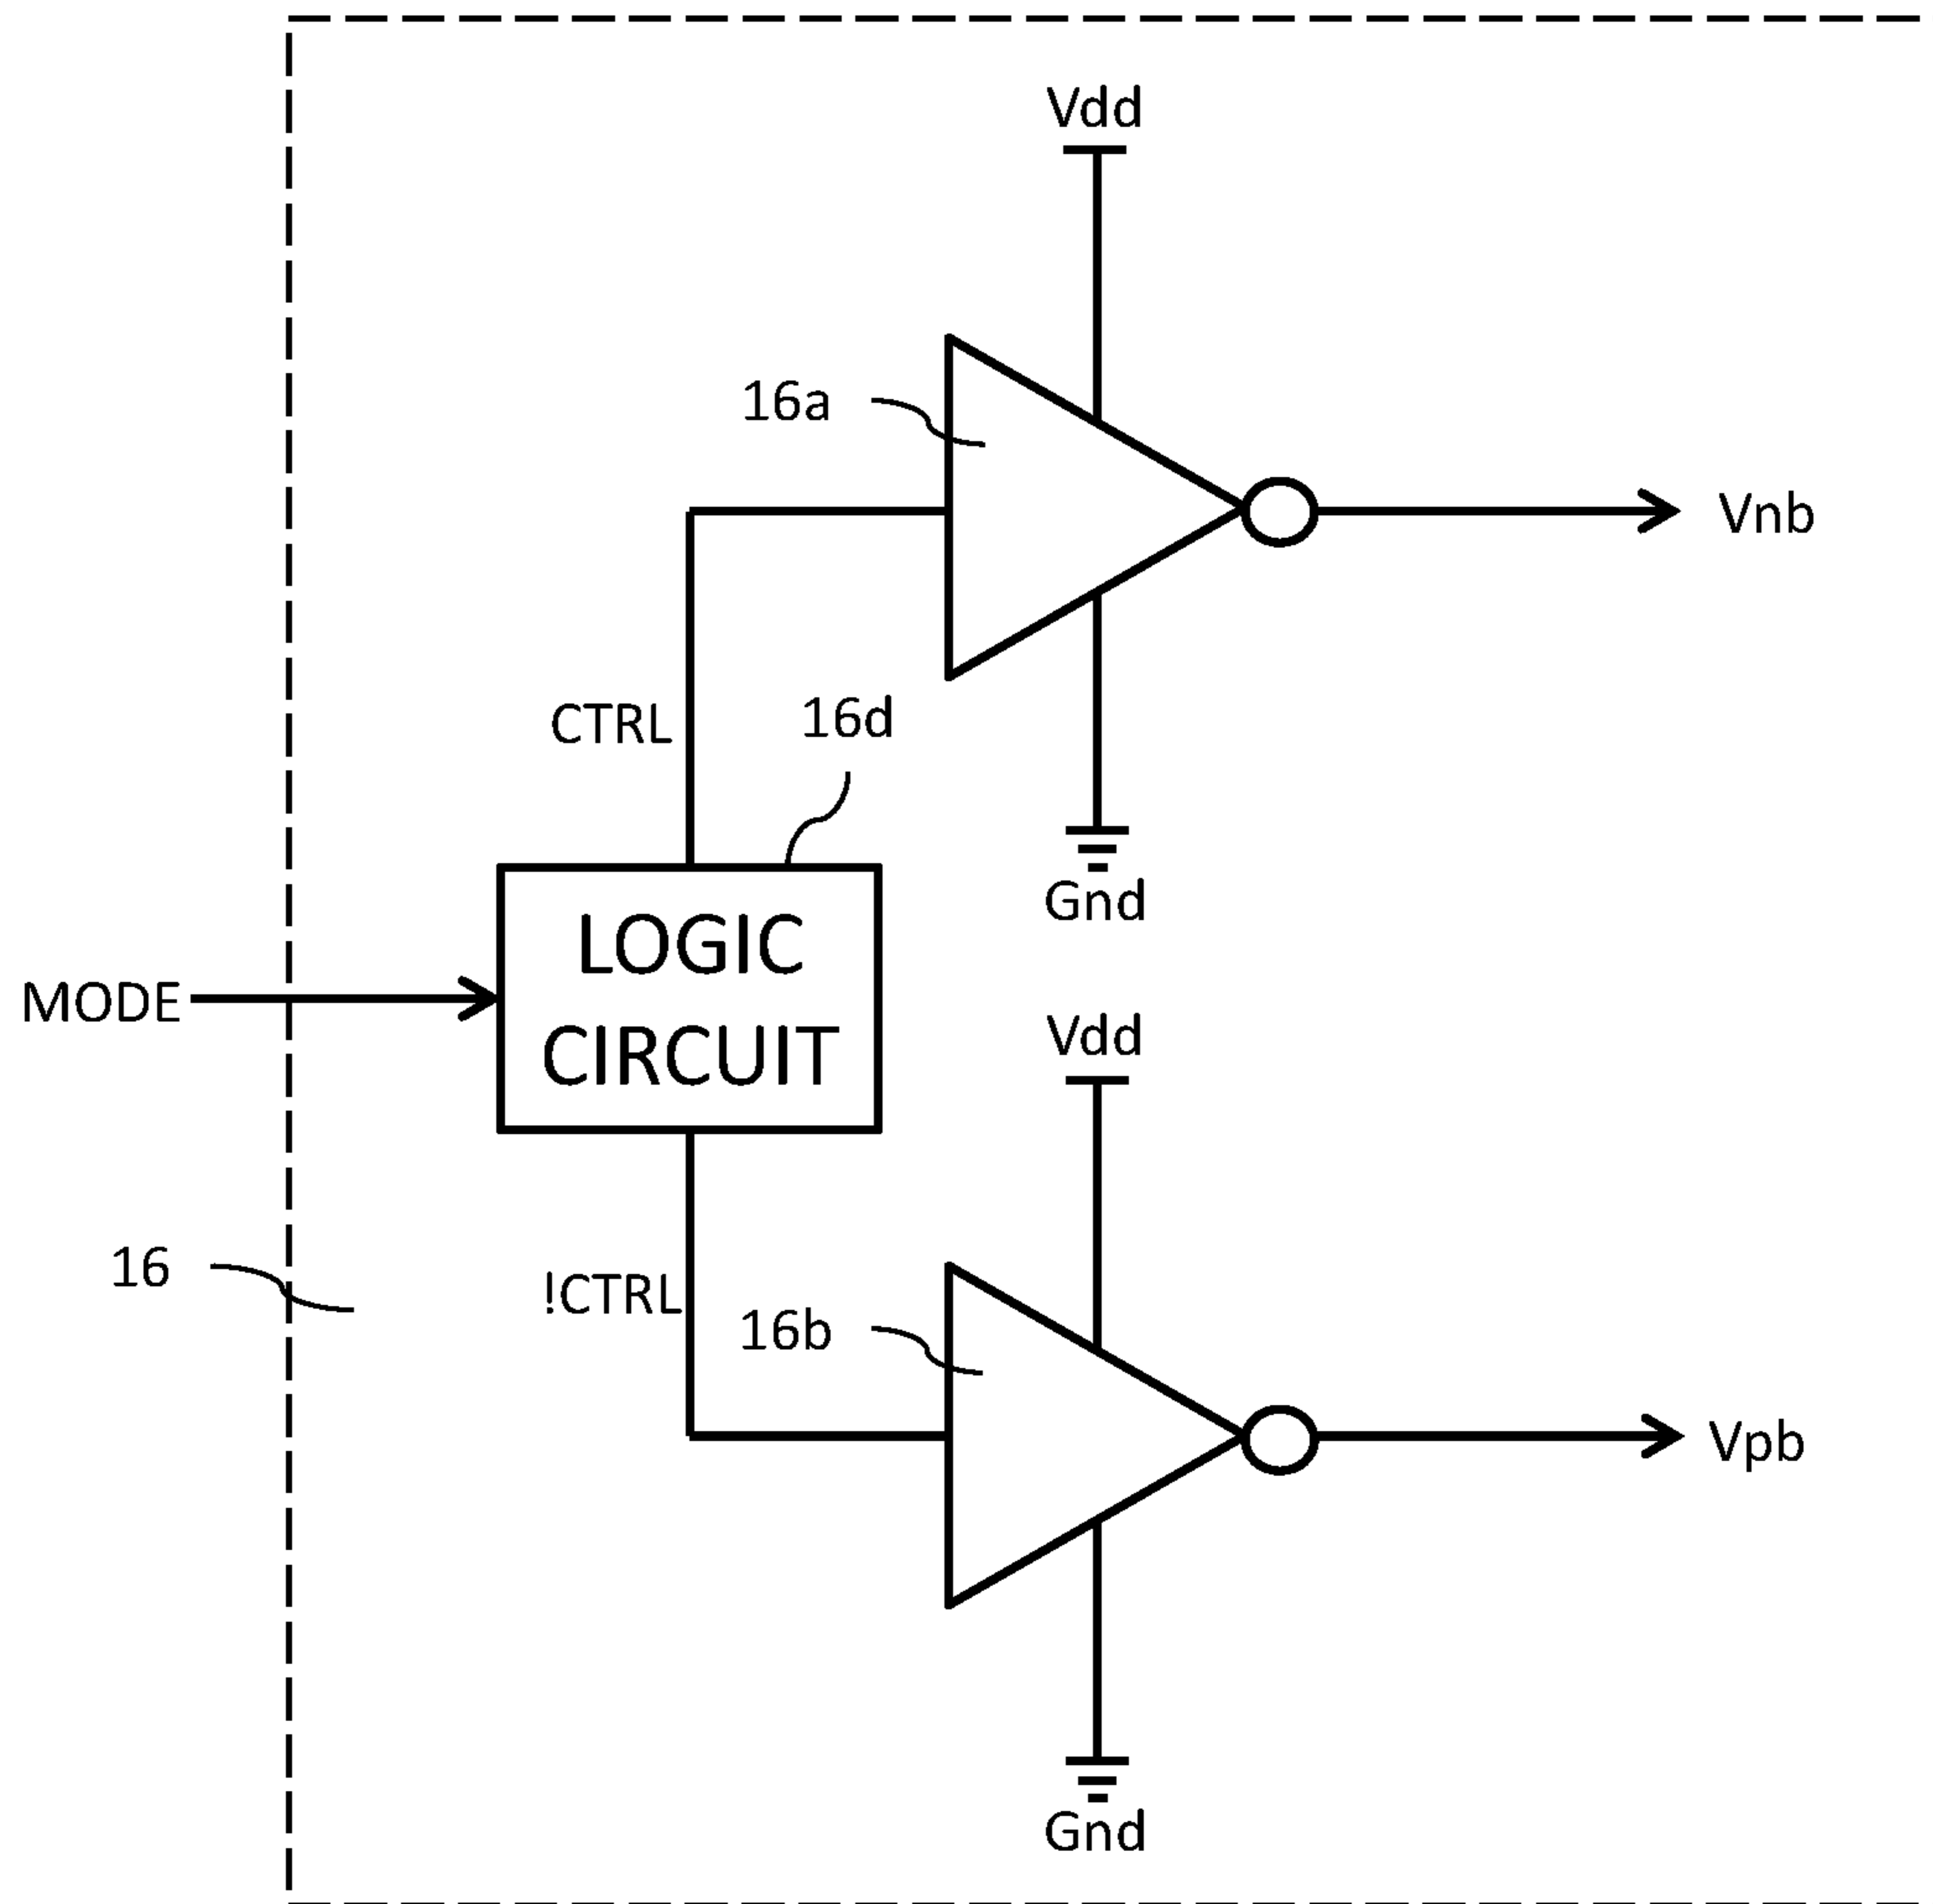 Vdd
16a
Vnb
CTRL
16d
Gnd
LOGIC
CIRCUIT
MODE
Vdd
16
!CTRL
16b
Vpb
Gnd